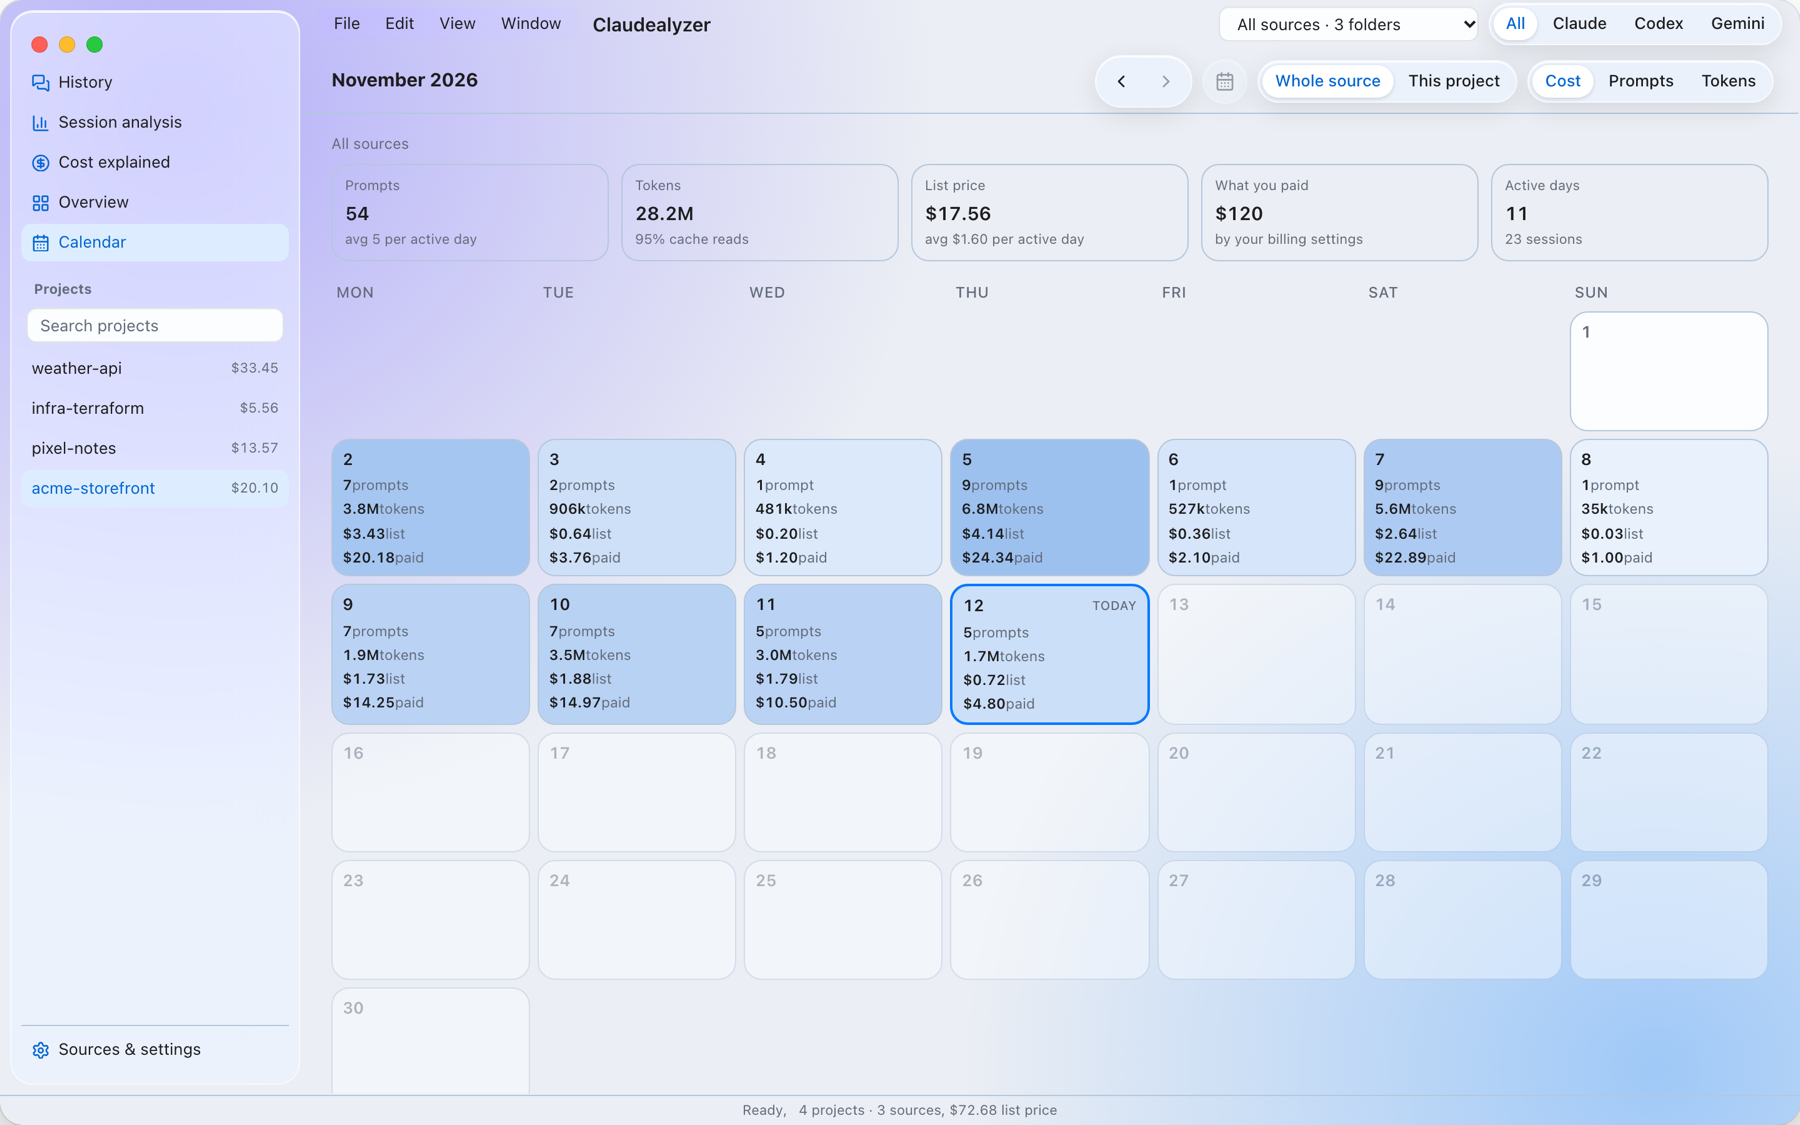 File Edit View Window Claudealyzer All sources · 3 folders All Claude Codex Gemini
History
Session analysis
Cost explained
Overview
Calendar
Projects
Search projects
weather-api $33.45
infra-terraform $5.56
pixel-notes $13.57
acme-storefront $20.10
Sources & settings
November 2026 Whole source This project Cost Prompts Tokens
All sources
Prompts
54
avg 5 per active day
Tokens
28.2M
95% cache reads
List price
$17.56
avg $1.60 per active day
What you paid
$120
by your billing settings
Active days
11
23 sessions
MON TUE WED THU FRI SAT SUN
1
2
7prompts
3.8Mtokens
$3.43list
$20.18paid
3
2prompts
906ktokens
$0.64list
$3.76paid
4
1prompt
481ktokens
$0.20list
$1.20paid
5
9prompts
6.8Mtokens
$4.14list
$24.34paid
6
1prompt
527ktokens
$0.36list
$2.10paid
7
9prompts
5.6Mtokens
$2.64list
$22.89paid
8
1prompt
35ktokens
$0.03list
$1.00paid
9
7prompts
1.9Mtokens
$1.73list
$14.25paid
10
7prompts
3.5Mtokens
$1.88list
$14.97paid
11
5prompts
3.0Mtokens
$1.79list
$10.50paid
12 TODAY
5prompts
1.7Mtokens
$0.72list
$4.80paid
13 14 15
16 17 18 19 20 21 22
23 24 25 26 27 28 29
30
Ready, 4 projects · 3 sources, $72.68 list price